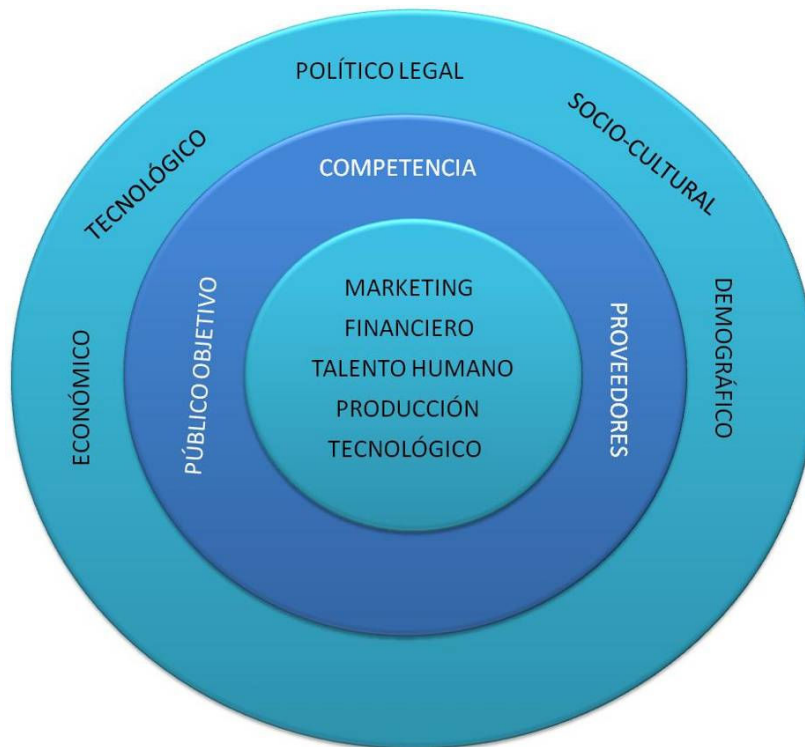 POLÍTICO LEGAL
SOCIO-CULTURAL
TECNOLÓGICO
COMPETENCIA
DEMOGRÁFICO
ECONÓMICO
PÚBLICO OBJETIVO
PROVEEDORES
MARKETING
FINANCIERO
TALENTO HUMANO
PRODUCCIÓN
TECNOLÓGICO